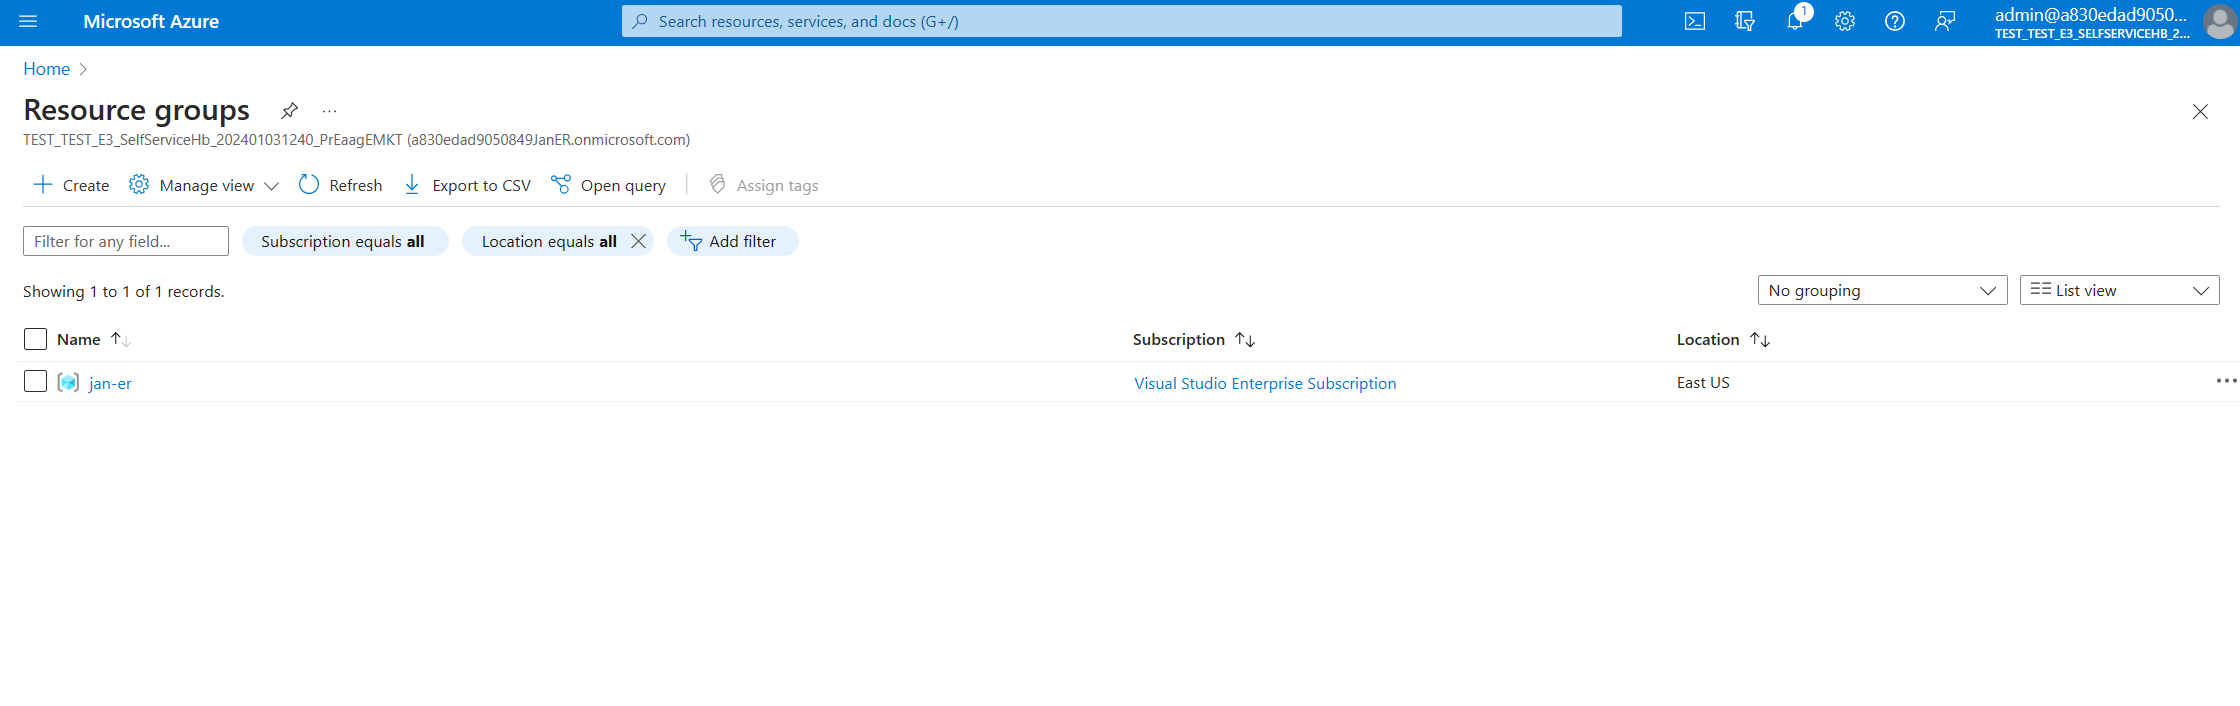 Microsoft Azure
Search resources, services, and docs (G+/)
1
admin@a830edad9050...
TEST_TEST_E3_SELFSERVICEHB_2...
Home
Resource groups
TEST_TEST_E3_SelfServiceHb_202401031240_PrEaagEMKT (a830edad9050849JanER.onmicrosoft.com)
Create Manage view Refresh Export to CSV Open query Assign tags
Filter for any field... Subscription equals all Location equals all Add filter
Showing 1 to 1 of 1 records.
No grouping List view
Name Subscription Location
jan-er Visual Studio Enterprise Subscription East US